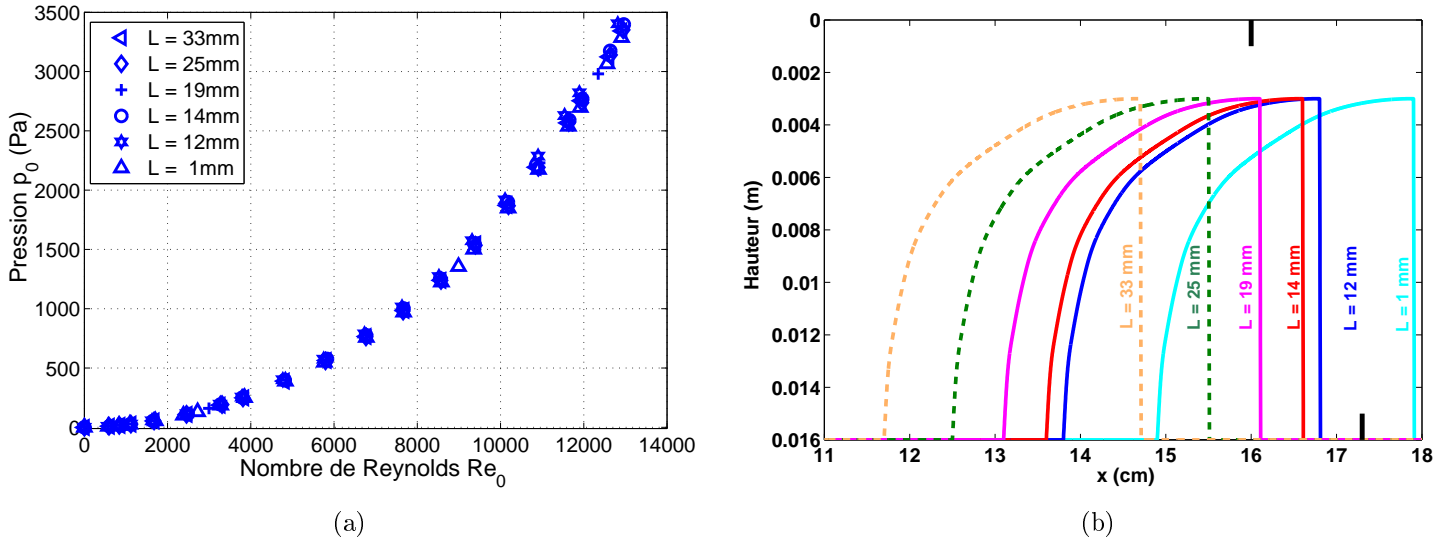 3500
3000
2500
2000
1500
1000
500
0
Pression p0 (Pa)
L = 33mm
L = 25mm
L = 19mm
L = 14mm
L = 12mm
L = 1mm
0 2000 4000 6000 8000 10000 12000 14000
Nombre de Reynolds Re0
(a)
0
0.002
0.004
0.006
0.008
0.01
0.012
0.014
0.016
Hauteur (m)
L = 33 mm
L = 25 mm
L = 19 mm
L = 14 mm
L = 12 mm
L = 1 mm
11 12 13 14 15 16 17 18
x (cm)
(b)